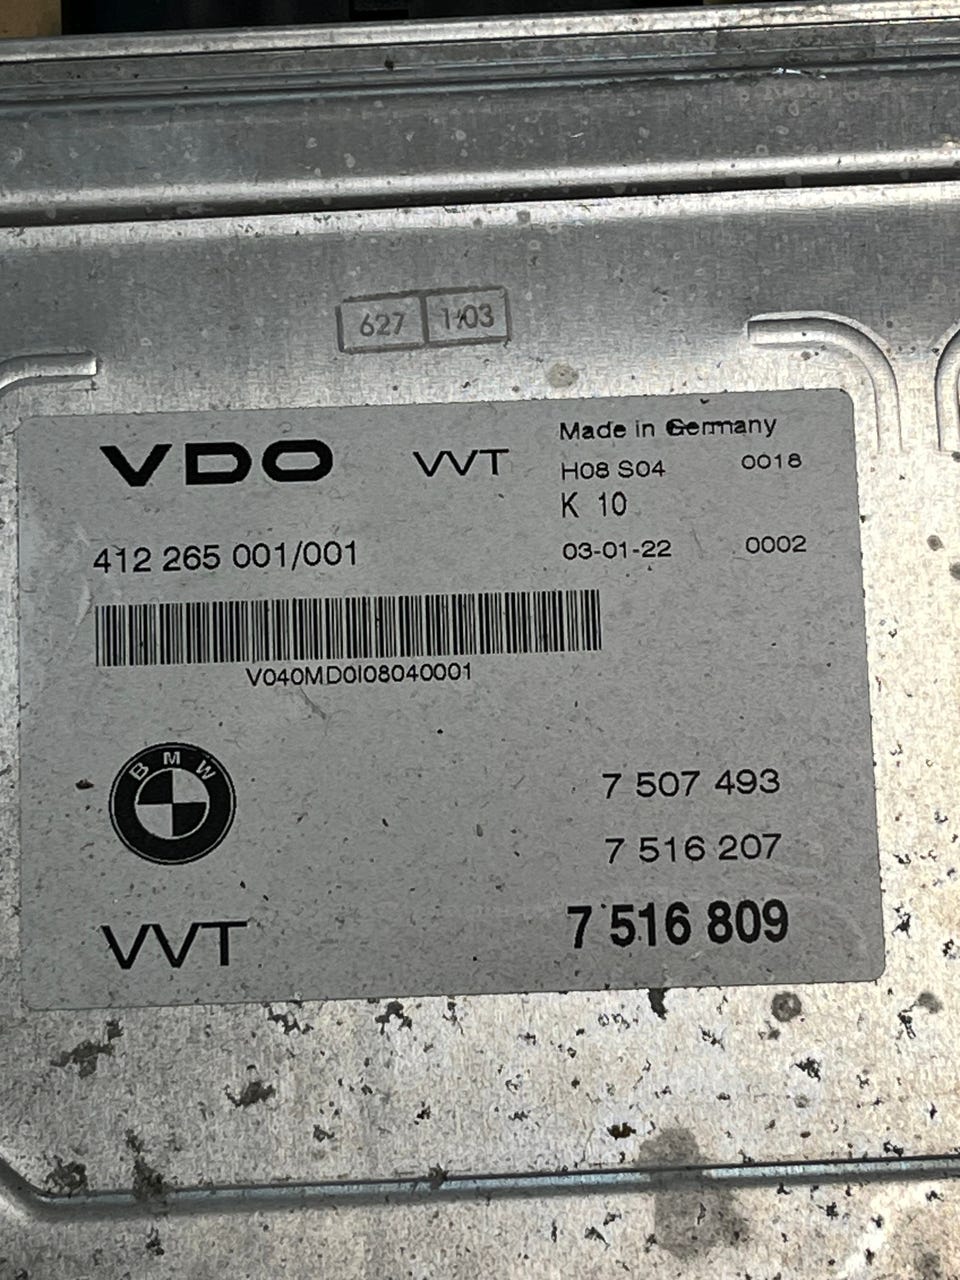 627 1/03
VDO VVT Made in Germany
H08 S04 0018
K 10
412 265 001/001 03-01-22 0002
V040MD0I08040001
BMW
7 507 493
7 516 207
VVT 7 516 809